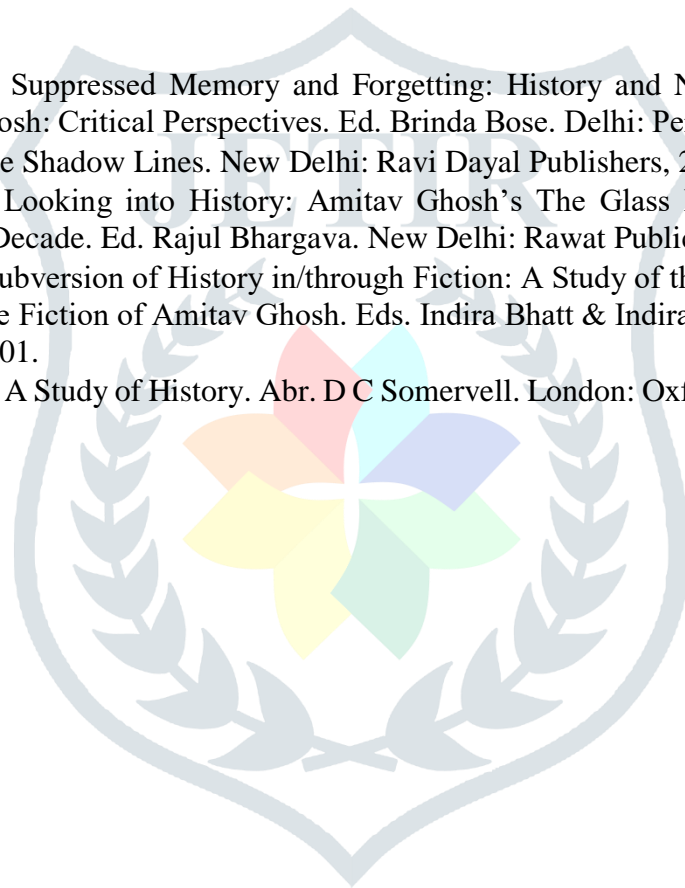 Suppressed Memory and Forgetting: History and N
osh: Critical Perspectives. Ed. Brinda Bose. Delhi: Pe
e Shadow Lines. New Delhi: Ravi Dayal Publishers, 2
Looking into History: Amitav Ghosh’s The Glass
Decade. Ed. Rajul Bhargava. New Delhi: Rawat Public
ubversion of History in/through Fiction: A Study of th
e Fiction of Amitav Ghosh. Eds. Indira Bhatt & Indira
01.
A Study of History. Abr. D C Somervell. London: Oxf
JETIR